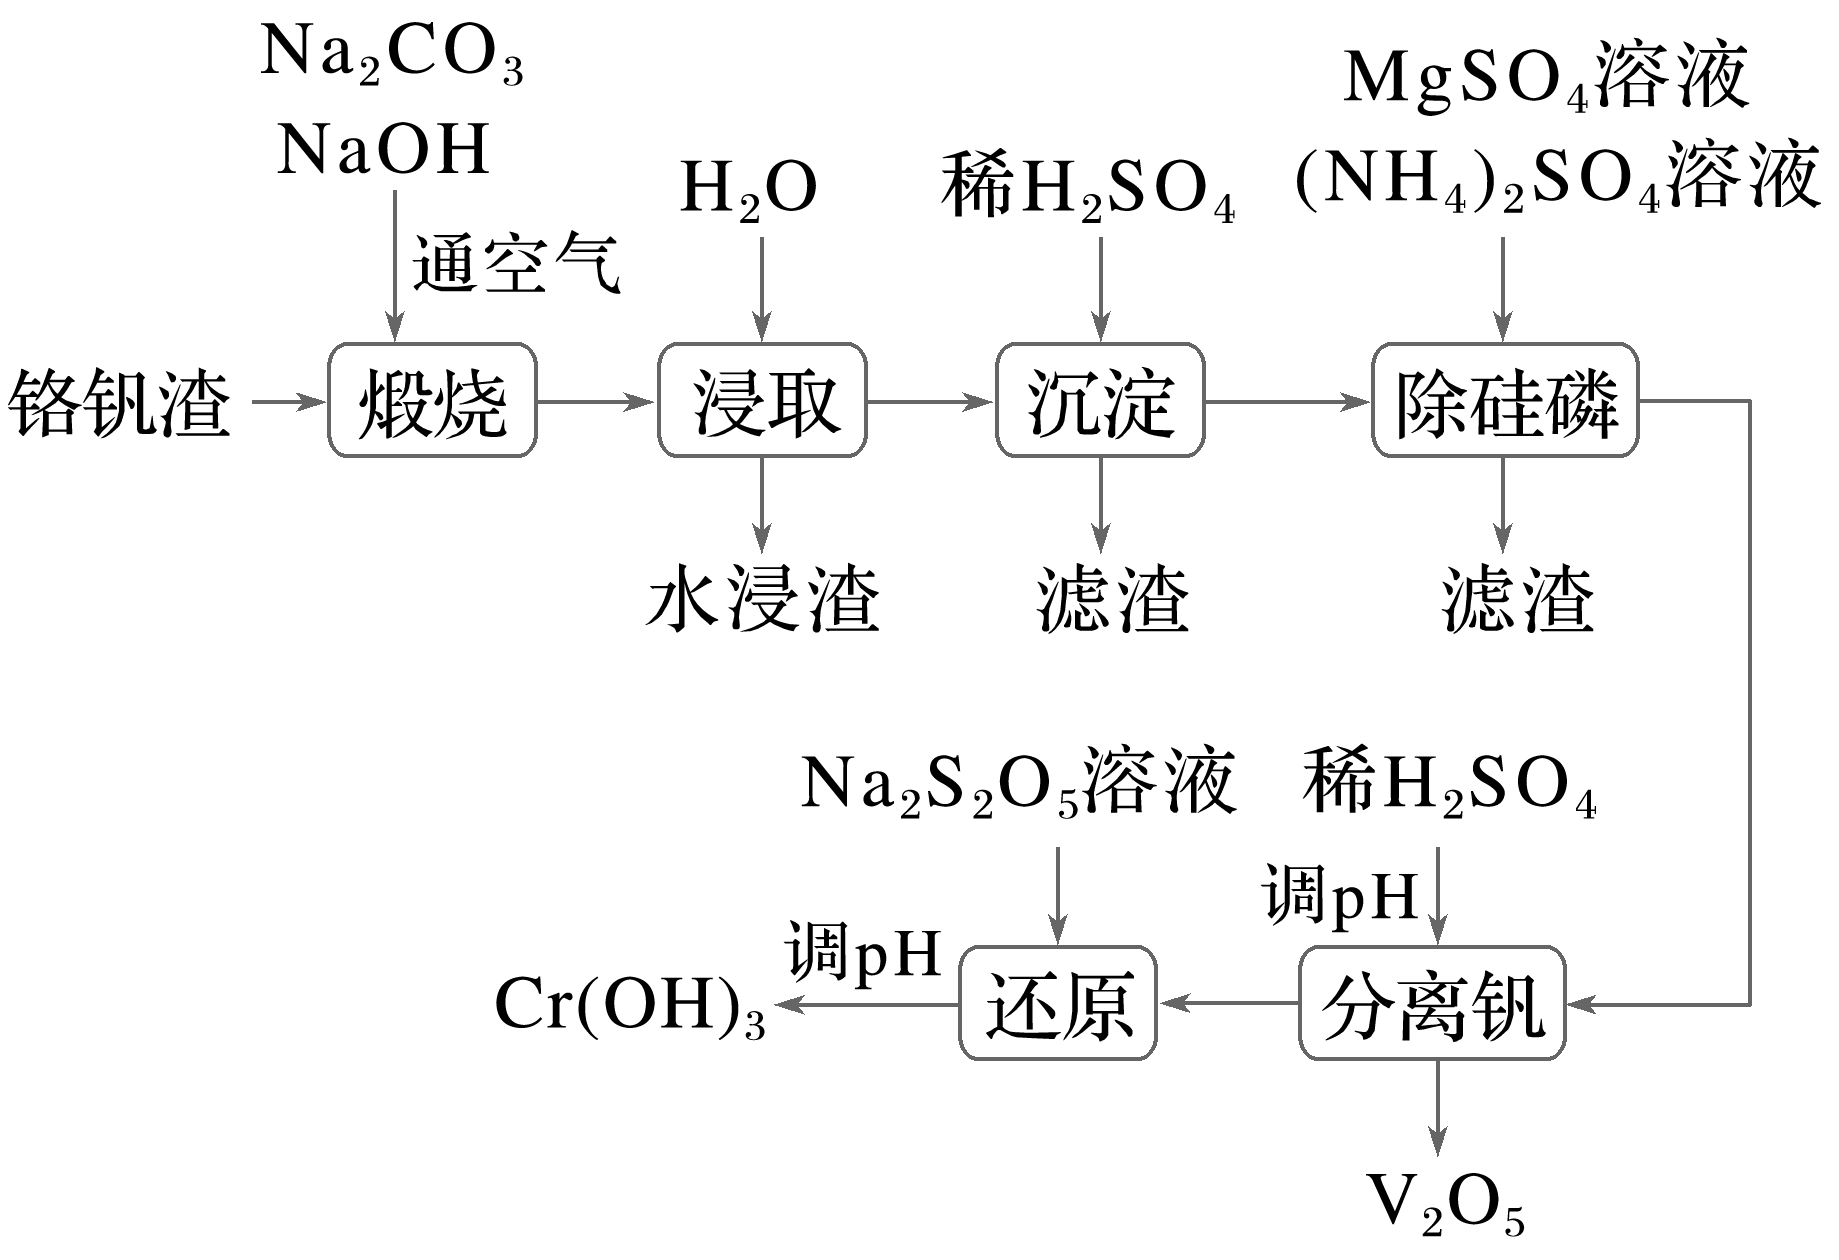 Na₂CO₃
NaOH
通空气
H₂O
稀H₂SO₄
MgSO₄溶液
(NH₄)₂SO₄溶液
铬钒渣
煅烧
浸取
沉淀
除硅磷
水浸渣
滤渣
滤渣
Na₂S₂O₅溶液
稀H₂SO₄
调pH
调pH
Cr(OH)₃
还原
分离钒
V₂O₅